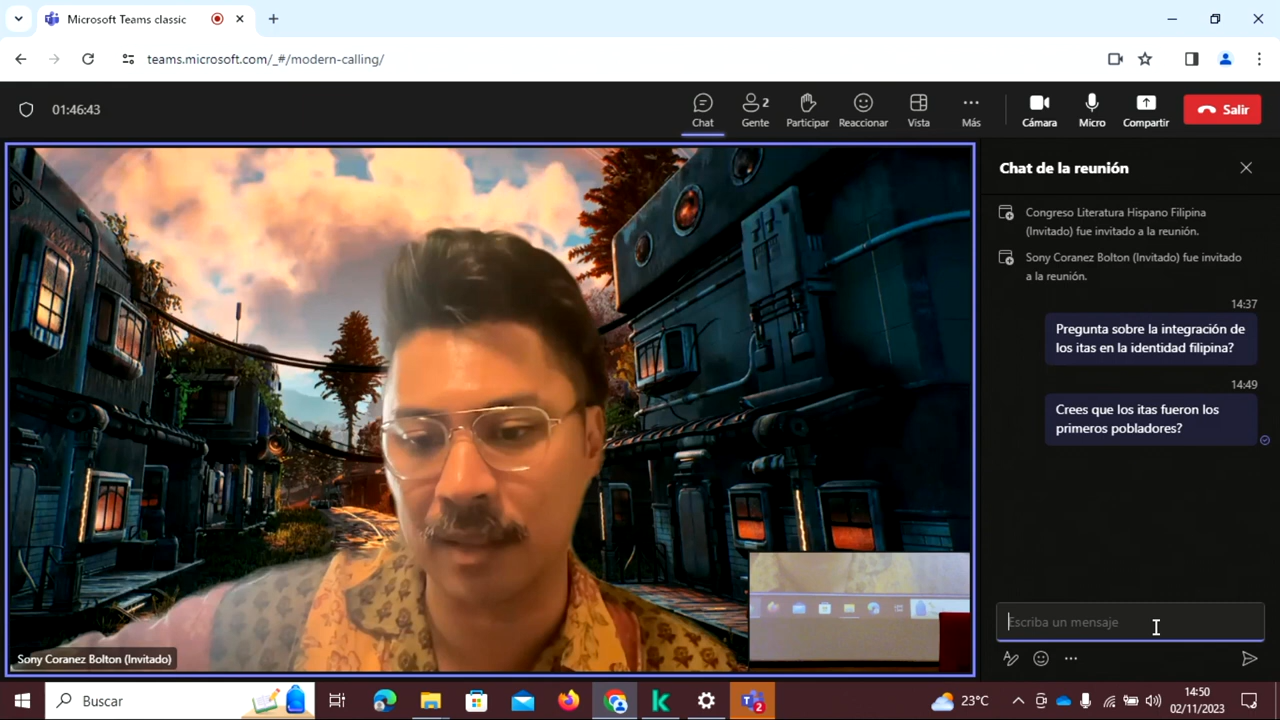 Microsoft Teams classic
teams.microsoft.com/_#/modern-calling/
01:46:43
Chat
Gente
2
Participar
Reaccionar
Vista
Más
Cámara
Micro
Compartir
Salir
Chat de la reunión
Congreso Literatura Hispano Filipina
(Invitado) fue invitado a la reunión.
Sony Coranez Bolton (Invitado) fue invitado
a la reunión.
14:37
Pregunta sobre la integración de
los itas en la identidad filipina?
14:49
Crees que los itas fueron los
primeros pobladores?
Escriba un mensaje
Sony Coranez Bolton (Invitado)
Buscar
2
23°C
14:50
02/11/2023